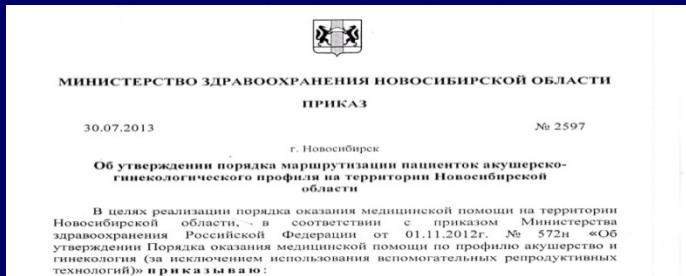 МИНИСТЕРСТВО ЗДРАВООХРАНЕНИЯ НОВОСИБИРСКОЙ ОБЛАСТИ
ПРИКАЗ
30.07.2013 № 2597
г. Новосибирск
Об утверждении порядка маршрутизации пациенток акушерско-
гинекологического профиля на территории Новосибирской
области
В целях реализации порядка оказания медицинской помощи на территории
Новосибирской области, в соответствии с приказом Министерства
здравоохранения Российской Федерации от 01.11.2012г. № 572н «Об
утверждении Порядка оказания медицинской помощи по профилю акушерство и
гинекология (за исключением использования вспомогательных репродуктивных
технологий)» приказываю: